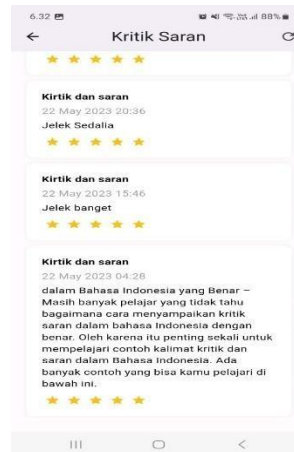 6.32
88%
Kritik Saran
Kirtik dan saran
22 May 2023 20:36
Jelek Sedalia
Kirtik dan saran
22 May 2023 15:46
Jelek banget
Kirtik dan saran
22 May 2023 04:28
dalam Bahasa Indonesia yang Benar –
Masih banyak pelajar yang tidak tahu
bagaimana cara menyampaikan kritik
saran dalam bahasa Indonesia dengan
benar. Oleh karena itu penting sekali untuk
mempelajari contoh kalimat kritik dan
saran dalam Bahasa Indonesia. Ada
banyak contoh yang bisa kamu pelajari di
bawah ini.